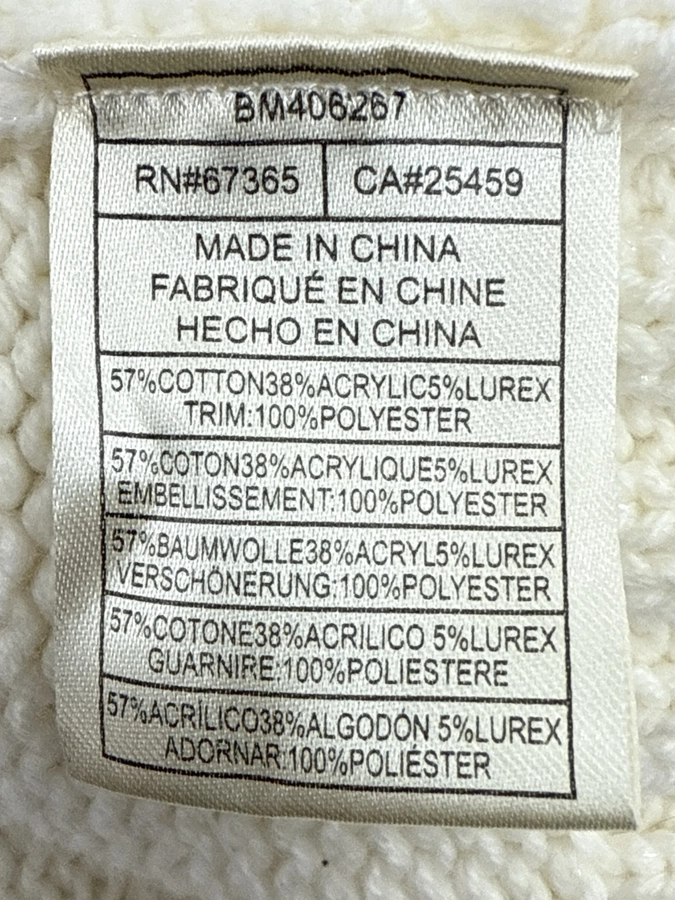 BM406267
RN#67365 CA#25459
MADE IN CHINA
FABRIQUÉ EN CHINE
HECHO EN CHINA
57%COTTON38%ACRYLIC5%LUREX
TRIM:100%POLYESTER
57%COTON38%ACRYLIQUE5%LUREX
EMBELLISSEMENT:100%POLYESTER
57%BAUMWOLLE38%ACRYL5%LUREX
VERSCHÖNERUNG:100%POLYESTER
57%COTONE38%ACRILICO 5%LUREX
GUARNIRE:100%POLIESTERE
57%ACRÍLICO38%ALGODÓN 5%LUREX
ADORNAR:100%POLIÉSTER